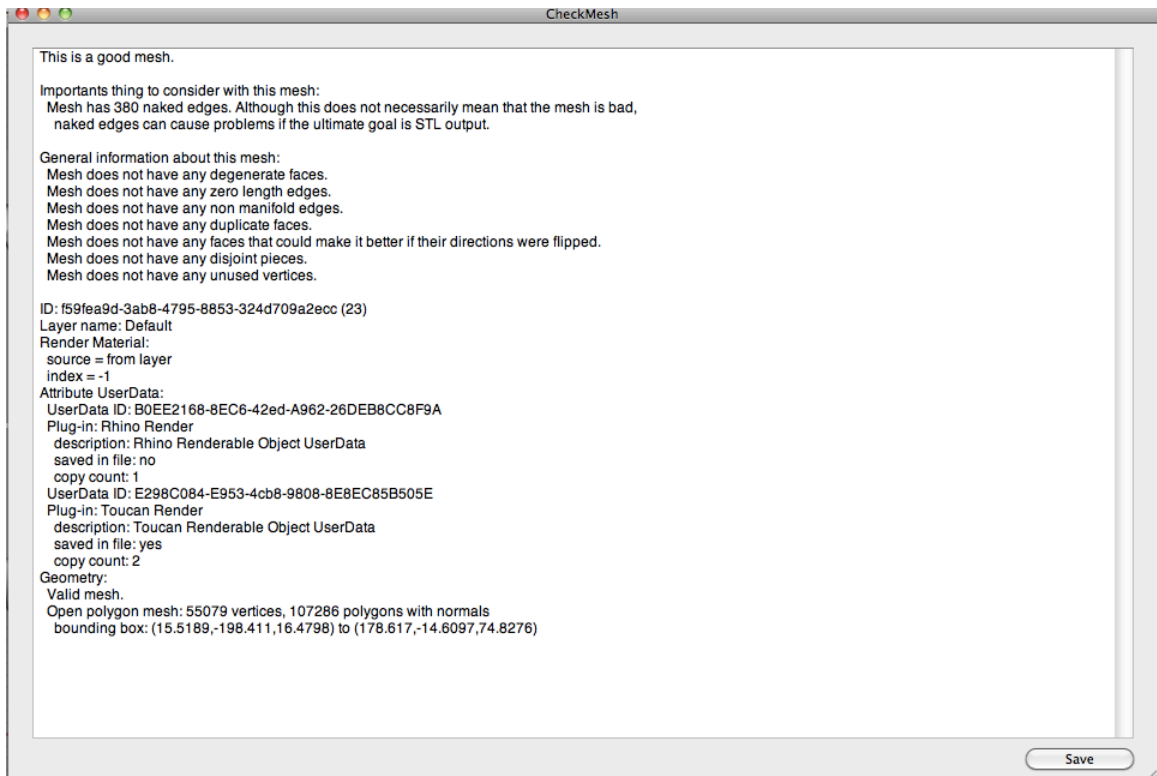 CheckMesh
This is a good mesh.
Importants thing to consider with this mesh:
Mesh has 380 naked edges. Although this does not necessarily mean that the mesh is bad,
naked edges can cause problems if the ultimate goal is STL output.
General information about this mesh:
Mesh does not have any degenerate faces.
Mesh does not have any zero length edges.
Mesh does not have any non manifold edges.
Mesh does not have any duplicate faces.
Mesh does not have any faces that could make it better if their directions were flipped.
Mesh does not have any disjoint pieces.
Mesh does not have any unused vertices.
ID: f59fea9d-3ab8-4795-8853-324d709a2ecc (23)
Layer name: Default
Render Material:
source = from layer
index = -1
Attribute UserData:
UserData ID: B0EE2168-8EC6-42ed-A962-26DEB8CC8F9A
Plug-in: Rhino Render
description: Rhino Renderable Object UserData
saved in file: no
copy count: 1
UserData ID: E298C084-E953-4cb8-9808-8E8EC85B505E
Plug-in: Toucan Render
description: Toucan Renderable Object UserData
saved in file: yes
copy count: 2
Geometry:
Valid mesh.
Open polygon mesh: 55079 vertices, 107286 polygons with normals
bounding box: (15.5189,-198.411,16.4798) to (178.617,-14.6097,74.8276)
Save